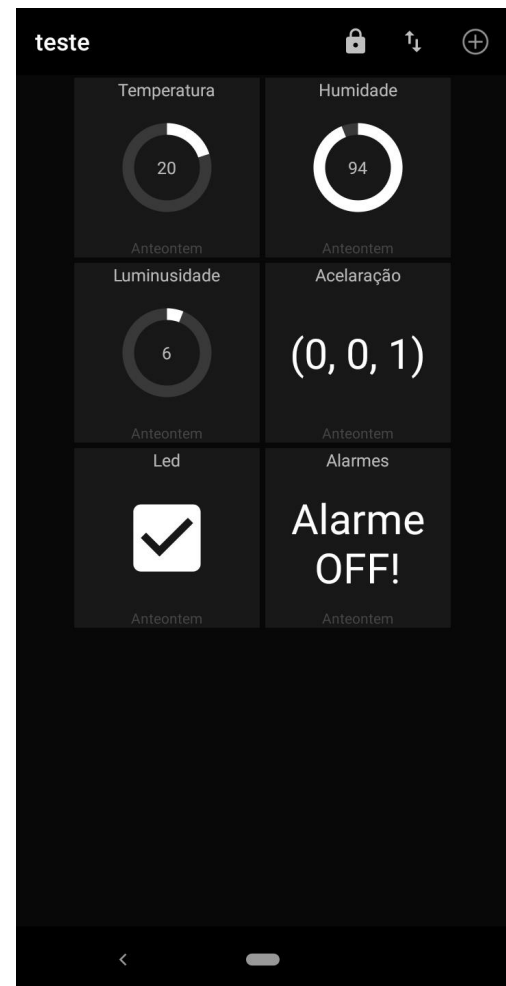 teste
Temperatura
Humidade
20
94
Anteontem
Anteontem
Luminusidade
Acelaração
6
(0, 0, 1)
Anteontem
Anteontem
Led
Alarmes
Alarme
OFF!
Anteontem
Anteontem